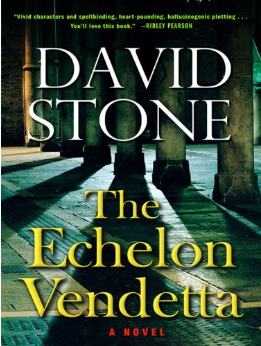 "Vivid characters and spellbinding, heart-pounding, hallucinogenic plotting . . .
You'll love this book." —RIDLEY PEARSON
DAVID
STONE
The
Echelon
Vendetta
A NOVEL